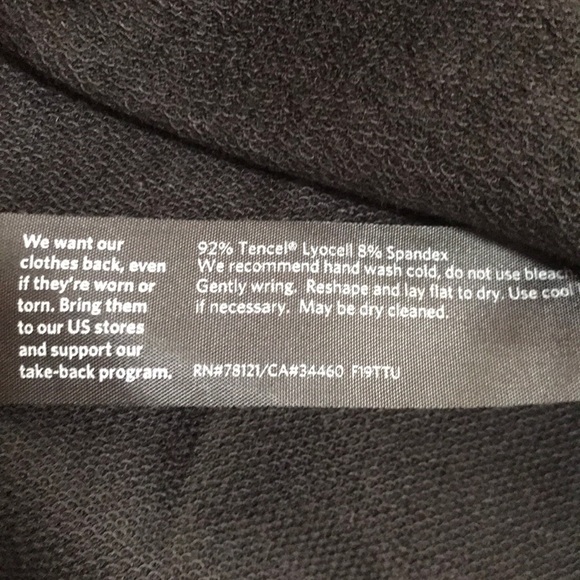 We want our
clothes back, even
if they're worn or
torn. Bring them
to our US stores
and support our
take-back program.
92% Tencel® Lyocell 8% Spandex
We recommend hand wash cold, do not use bleach
Gently wring. Reshape and lay flat to dry. Use cool
if necessary. May be dry cleaned.
RN#78121/CA#34460 F19TTU